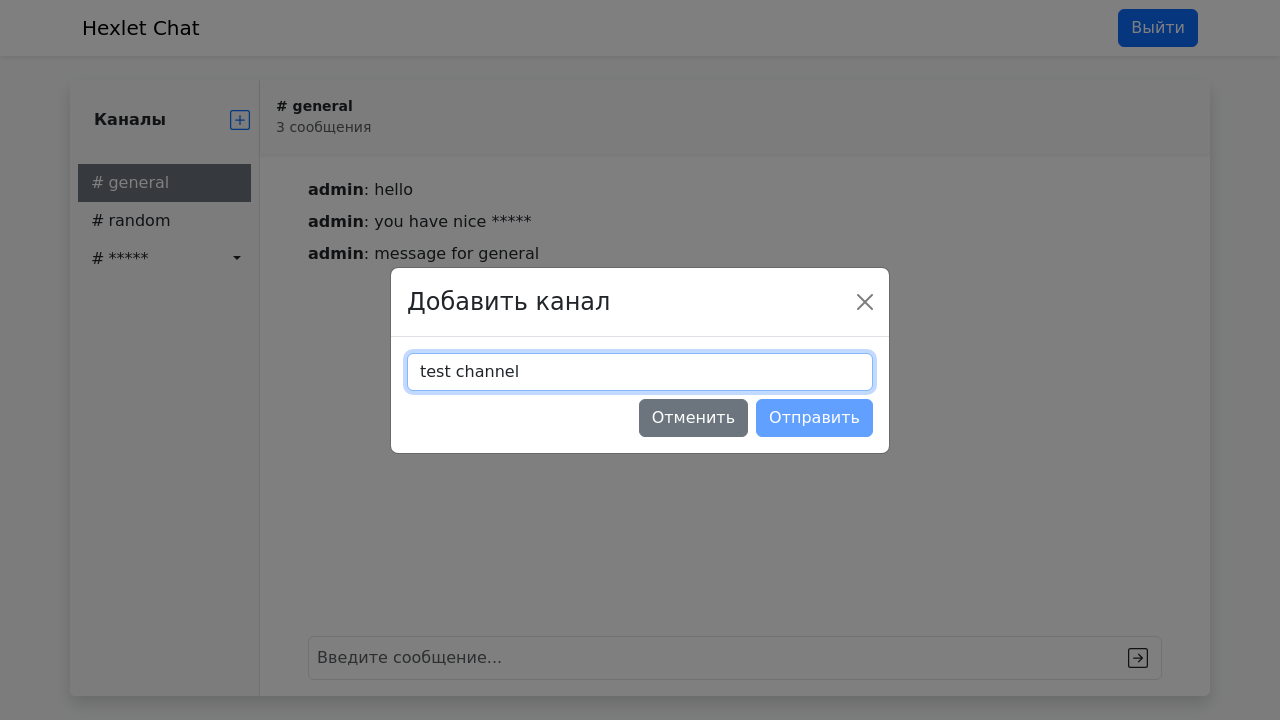 Hexlet Chat
Выйти
Каналы
# general
# random
# *****
# general
3 сообщения
admin: hello
admin: you have nice *****
admin: message for general
Добавить канал
test channel
Отменить
Отправить
Введите сообщение...